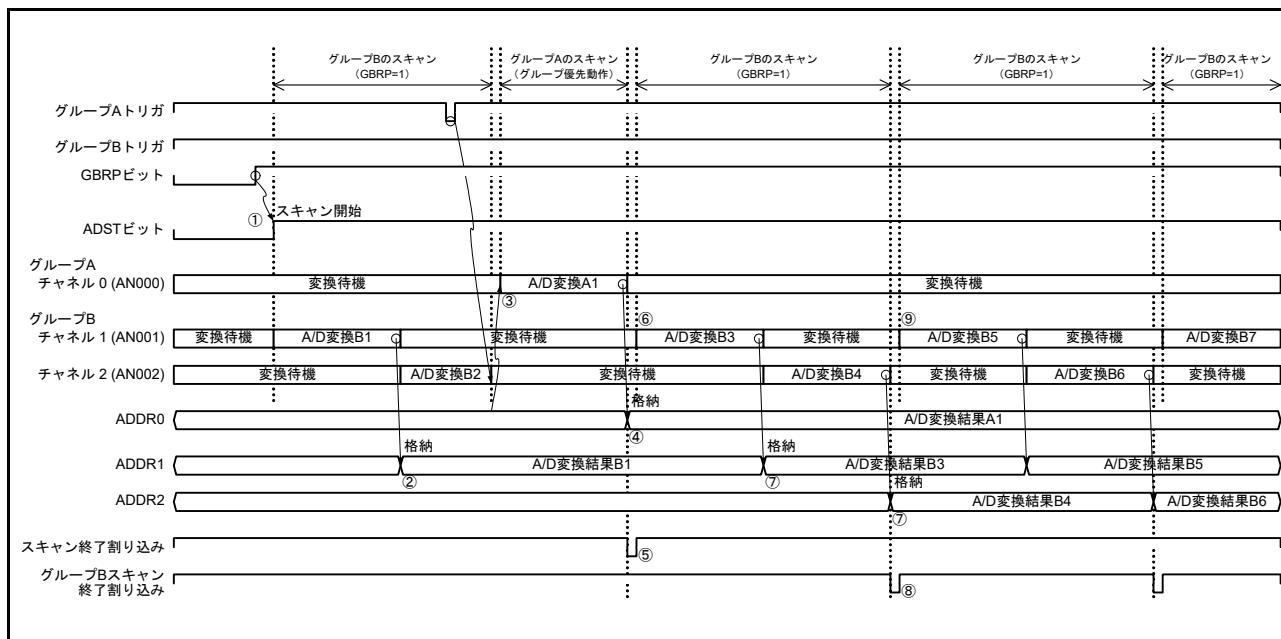 グループBのスキャン
(GBRP=1)
グループAのスキャン
(グループ優先動作)
グループBのスキャン
(GBRP=1)
グループBのスキャン
(GBRP=1)
グループBのスキャン
(GBRP=1)
グループAトリガ
グループBトリガ
GBRPビット
① スキャン開始
ADSTビット
グループA
チャネル 0 (AN000) 変換待機 A/D変換A1 変換待機
③
グループB ⑥ ⑨
チャネル 1 (AN001) 変換待機 A/D変換B1 変換待機 A/D変換B3 変換待機 A/D変換B5 変換待機 A/D変換B7
チャネル 2 (AN002) 変換待機 A/D変換B2 変換待機 A/D変換B4 変換待機 A/D変換B6 変換待機
格納
ADDR0 A/D変換結果A1
④
格納 格納
ADDR1 A/D変換結果B1 A/D変換結果B3 A/D変換結果B5
② ⑦ 格納
ADDR2 A/D変換結果B4 A/D変換結果B6
⑦
スキャン終了割り込み ⑤
グループBスキャン
終了割り込み ⑧